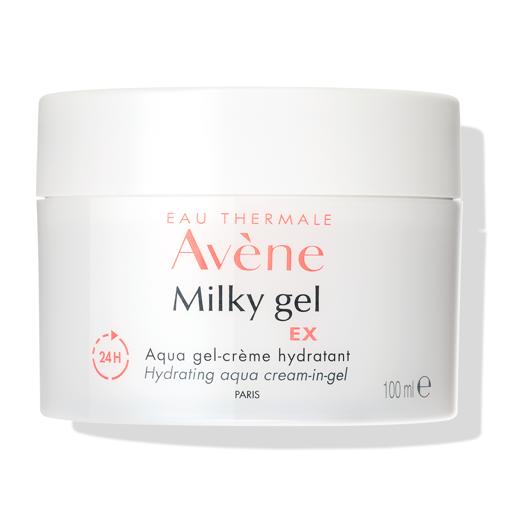 EAU THERMALE
Avène
Milky gel
EX
24H
Aqua gel-crème hydratant
Hydrating aqua cream-in-gel
PARIS
100 ml ℮